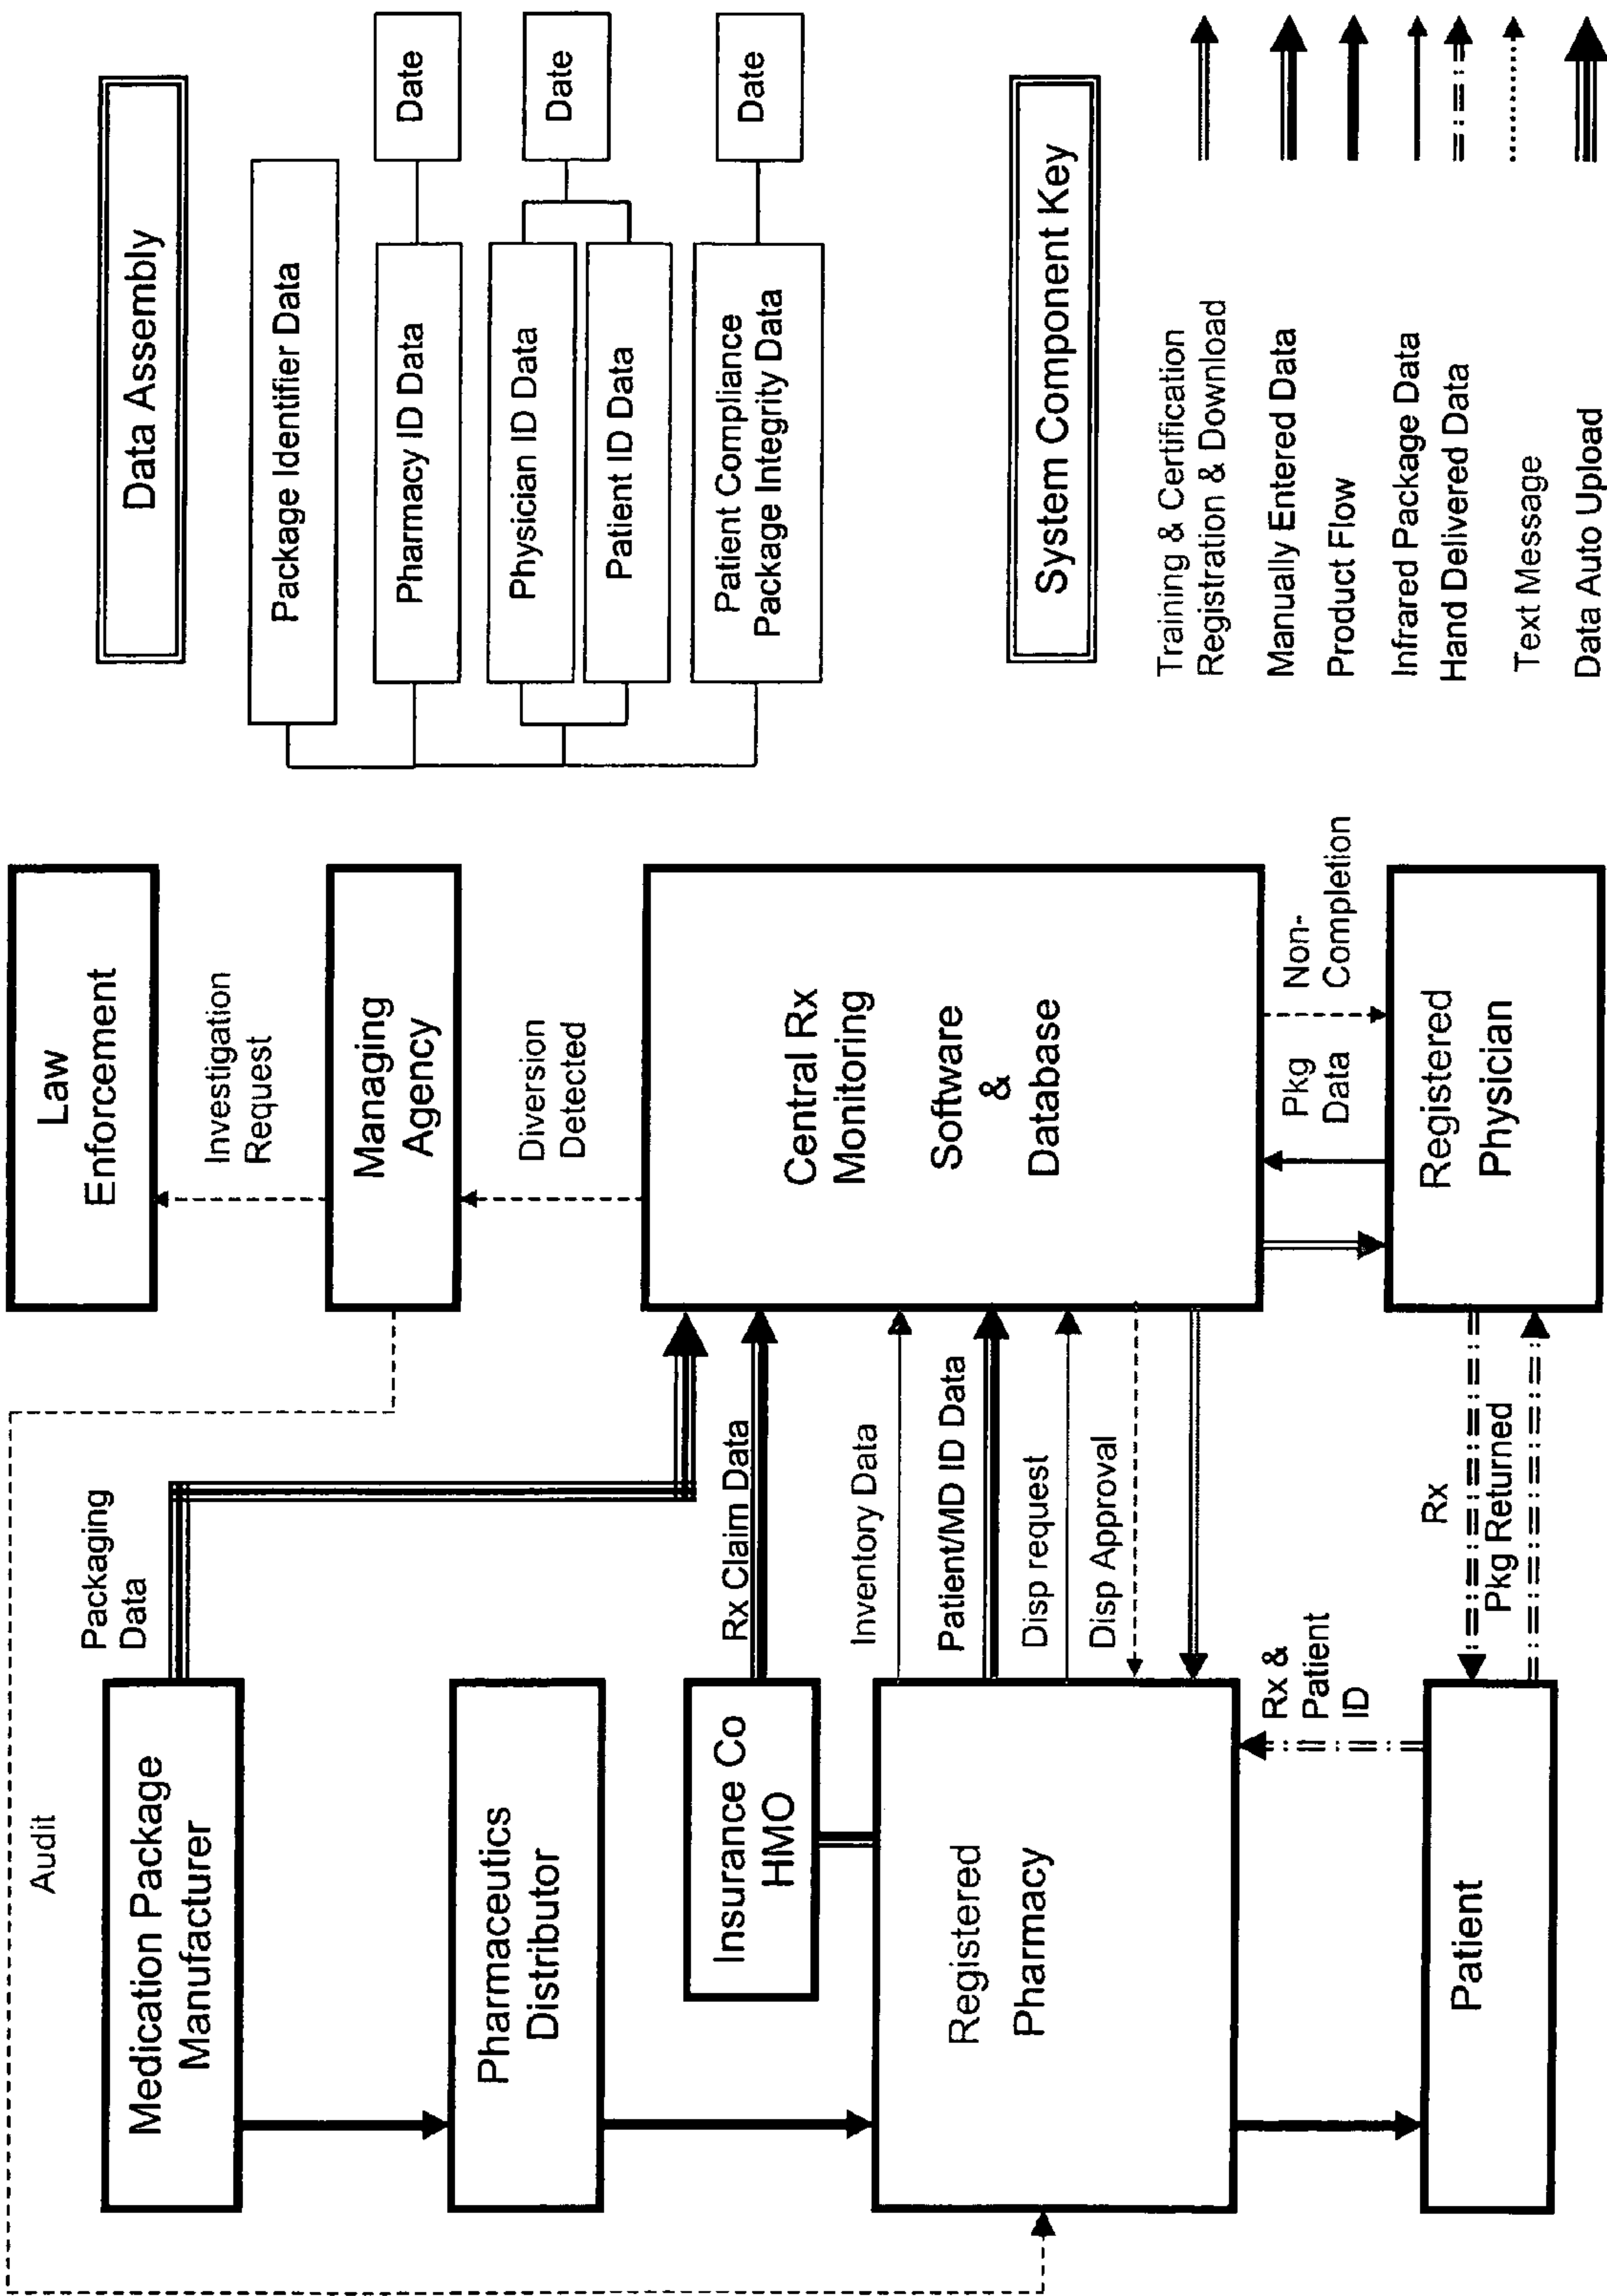 Audit
Medication Package
Manufacturer
Packaging
Data
Pharmaceutics
Distributor
Insurance Co
HMO
Rx Claim Data
Registered
Pharmacy
Inventory Data
Patient/MD ID Data
Disp request
Disp Approval
Rx &
Patient
ID
Patient
Rx
Pkg Returned
Law
Enforcement
Investigation
Request
Managing
Agency
Diversion
Detected
Central Rx
Monitoring
Software
&
Database
Pkg
Data
Non-
Completion
Registered
Physician
Data Assembly
Package Identifier Data
Pharmacy ID Data
Date
Physician ID Data
Patient ID Data
Date
Patient Compliance
Package Integrity Data
Date
System Component Key
Training & Certification
Registration & Download
Manually Entered Data
Product Flow
Infrared Package Data
Hand Delivered Data
Text Message
Data Auto Upload